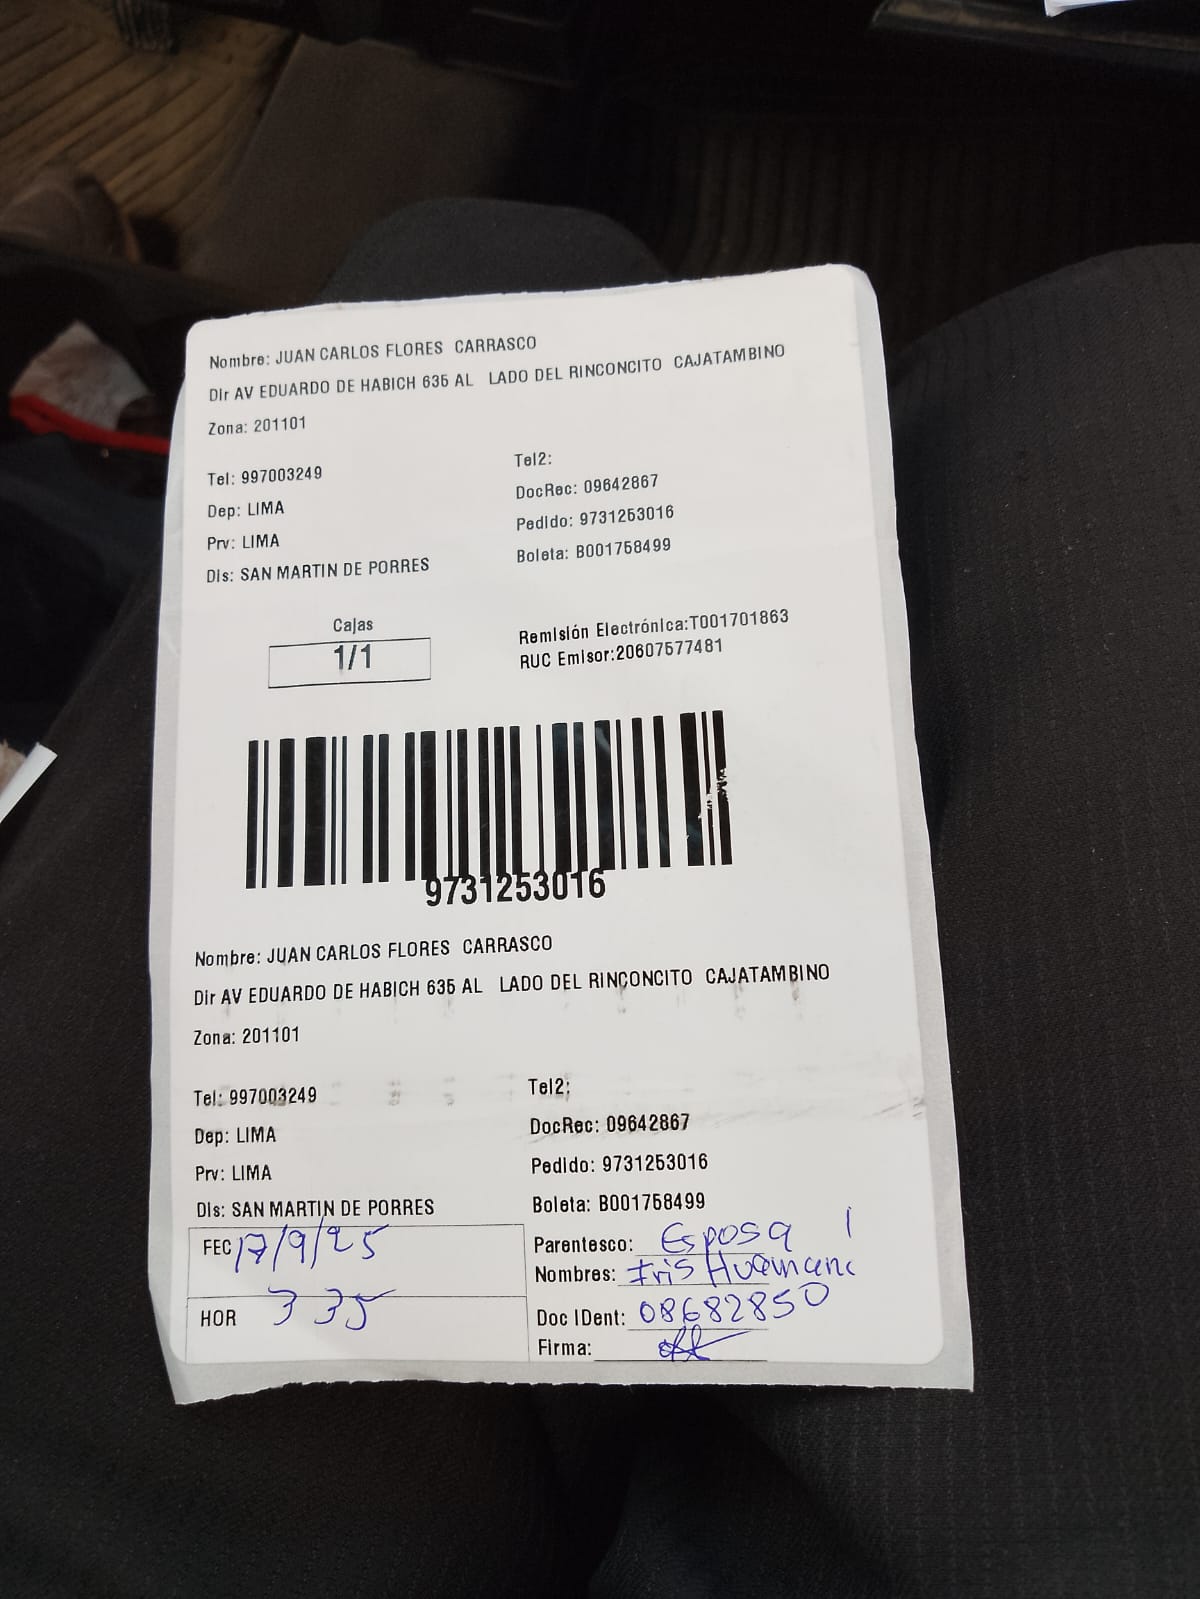 Nombre: JUAN CARLOS FLORES CARRASCO
Dir AV EDUARDO DE HABICH 635 AL LADO DEL RINCONCITO CAJATAMBINO
Zona: 201101
Tel: 997003249
Tel2:
Dep: LIMA
DocRec: 09642867
Prv: LIMA
Pedido: 9731253016
Dis: SAN MARTIN DE PORRES
Boleta: B001758499
Cajas
1/1
Remisión Electrónica:T001701863
RUC Emisor:20607577481
9731253016
Nombre: JUAN CARLOS FLORES CARRASCO
Dir AV EDUARDO DE HABICH 635 AL LADO DEL RINCONCITO CAJATAMBINO
Zona: 201101
Tel: 997003249
Tel2:
Dep: LIMA
DocRec: 09642867
Prv: LIMA
Pedido: 9731253016
Dis: SAN MARTIN DE PORRES
Boleta: B001758499
FEC 17/9/25
HOR 3 35
Parentesco: Esposa
Nombres: Iris
Doc IDent: 08682850
Firma: